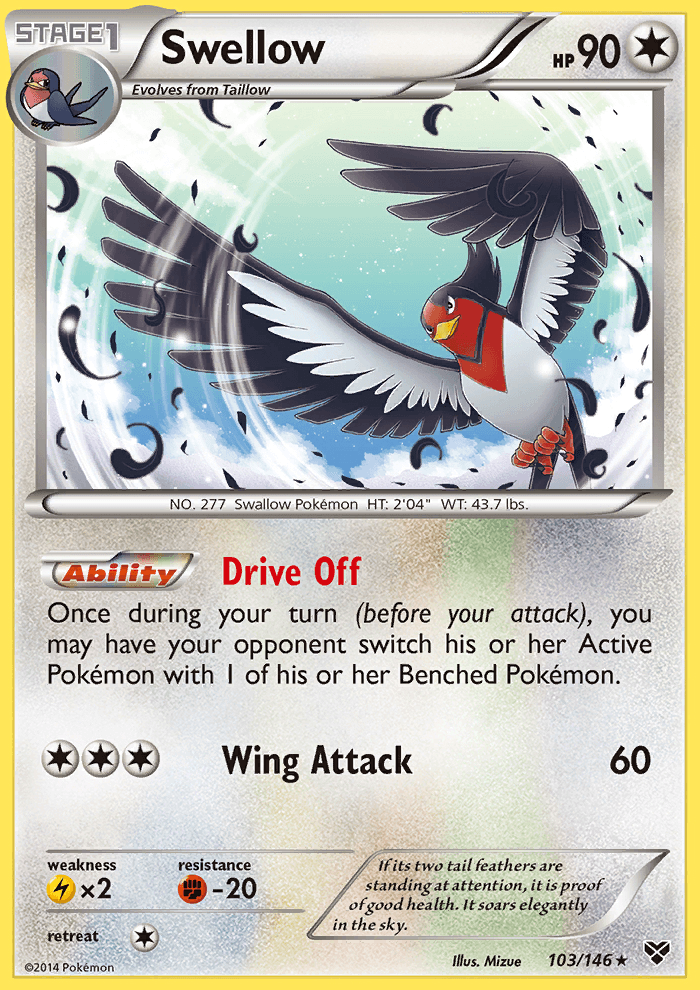 STAGE1
Swellow
HP 90
Evolves from Taillow
NO. 277 Swallow Pokémon HT: 2'04" WT: 43.7 lbs.
Ability Drive Off
Once during your turn (before your attack), you
may have your opponent switch his or her Active
Pokémon with 1 of his or her Benched Pokémon.
Wing Attack 60
weakness resistance
×2 -20
retreat
If its two tail feathers are
standing at attention, it is proof
of good health. It soars elegantly
in the sky.
©2014 Pokémon
Illus. Mizue 103/146★